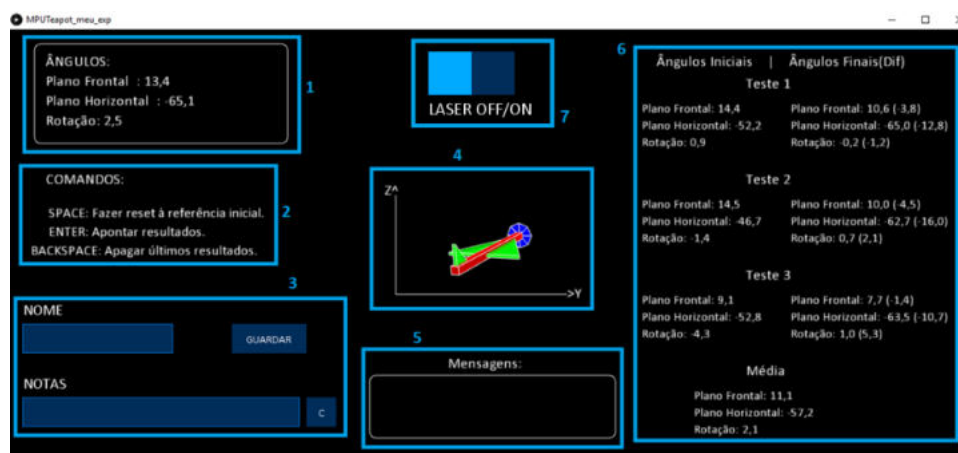 MPUTeapot_meu_exp
ÂNGULOS:
Plano Frontal : 13,4
Plano Horizontal : -65,1
Rotação: 2,5
1
COMANDOS:
SPACE: Fazer reset à referência inicial.
ENTER: Apontar resultados.
BACKSPACE: Apagar últimos resultados.
2
3
NOME
GUARDAR
NOTAS
C
LASER OFF/ON
7
4
Z^
>Y
5
Mensagens:
6
Ângulos Iniciais | Ângulos Finais(Dif)
Teste 1
Plano Frontal: 14,4 Plano Frontal: 10,6 (-3,8)
Plano Horizontal: -52,2 Plano Horizontal: -65,0 (-12,8)
Rotação: 0,9 Rotação: -0,2 (-1,2)
Teste 2
Plano Frontal: 14,5 Plano Frontal: 10,0 (-4,5)
Plano Horizontal: -46,7 Plano Horizontal: -62,7 (-16,0)
Rotação: -1,4 Rotação: 0,7 (2,1)
Teste 3
Plano Frontal: 9,1 Plano Frontal: 7,7 (-1,4)
Plano Horizontal: -52,8 Plano Horizontal: -63,5 (-10,7)
Rotação: -4,3 Rotação: 1,0 (5,3)
Média
Plano Frontal: 11,1
Plano Horizontal: -57,2
Rotação: 2,1